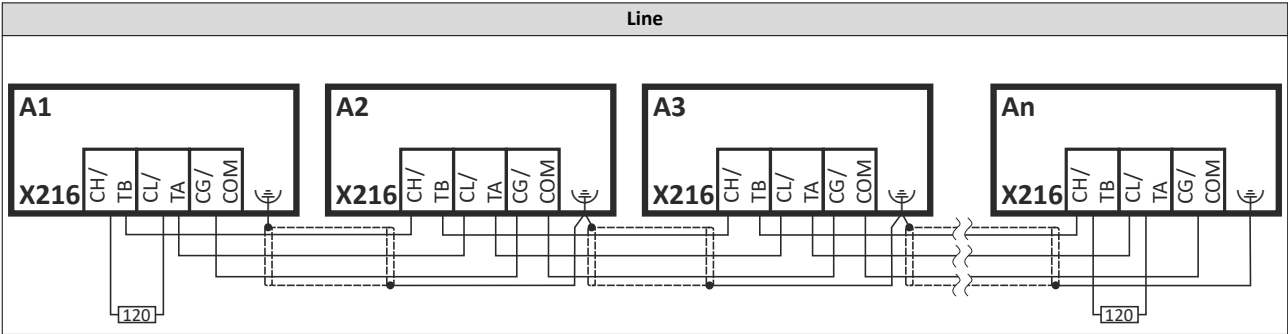 Line
A1
A2
A3
An
X216 CH/ TB CL/ TA CG/ COM
X216 CH/ TB CL/ TA CG/ COM
X216 CH/ TB CL/ TA CG/ COM
X216 CH/ TB CL/ TA CG/ COM
120
120